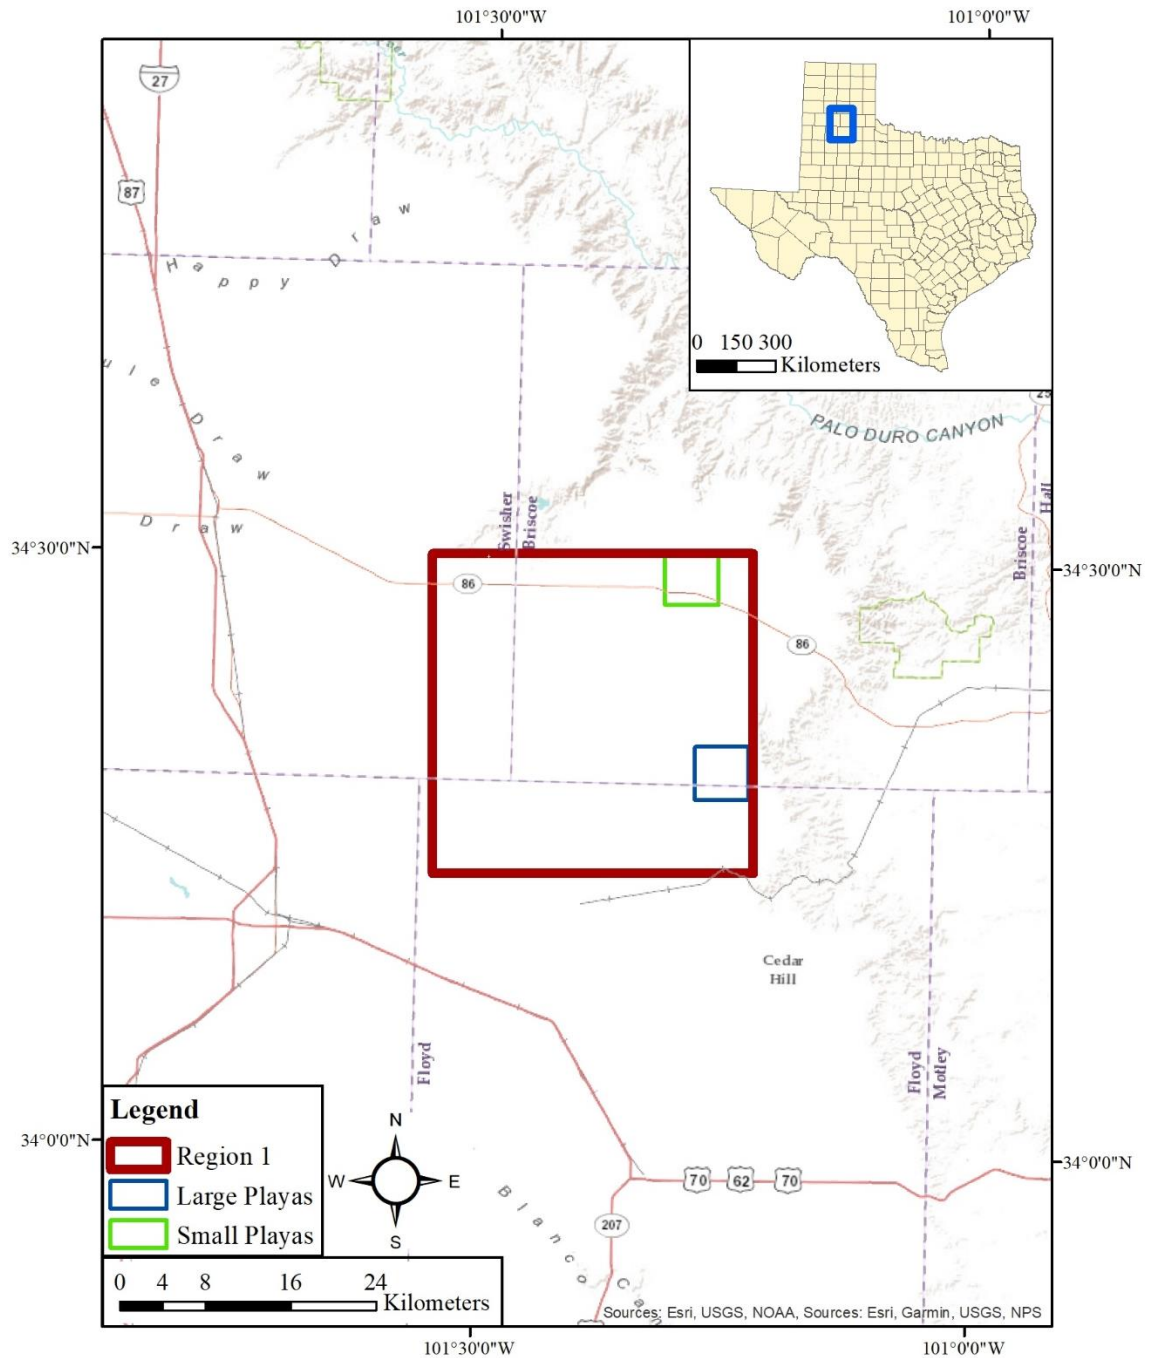 101°30'0"W
101°0'0"W
27
87
Happy Draw
0 150 300
Kilometers
ule Draw
25
PALO DURO CANYON
Draw
Swisher
Briscoe
Briscoe
Hall
34°30'0"N
34°30'0"N
86
86
Cedar
Hill
Floyd
Floyd
Motley
Legend
Region 1
Large Playas
Small Playas
N
W
E
S
34°0'0"N
34°0'0"N
70
62
70
207
Blanco Can
0 4 8 16 24
Kilometers
Sources: Esri, USGS, NOAA, Sources: Esri, Garmin, USGS, NPS
101°30'0"W
101°0'0"W